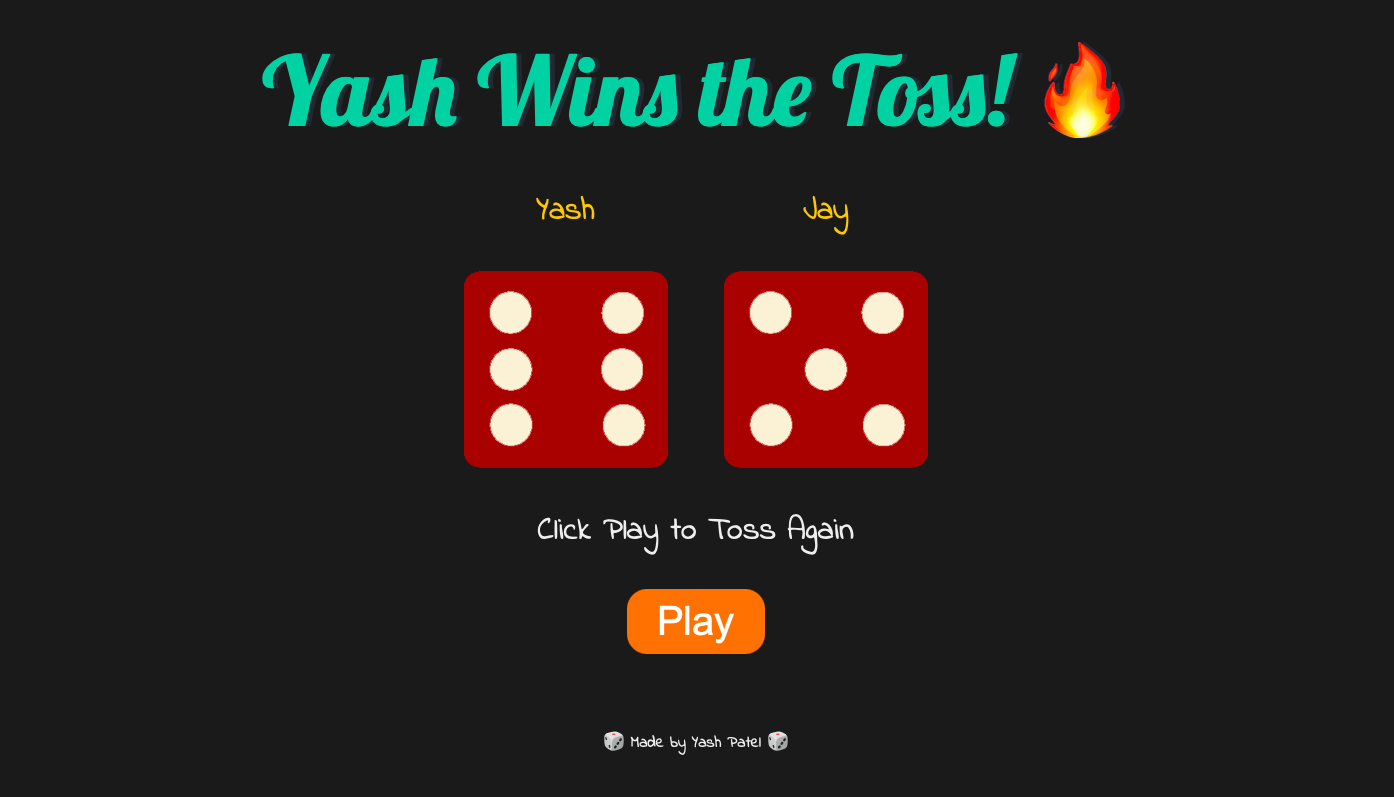 Yash Wins the Toss! 🔥
Yash Jay
Click Play to Toss Again
Play
🎲 Made by Yash Patel 🎲